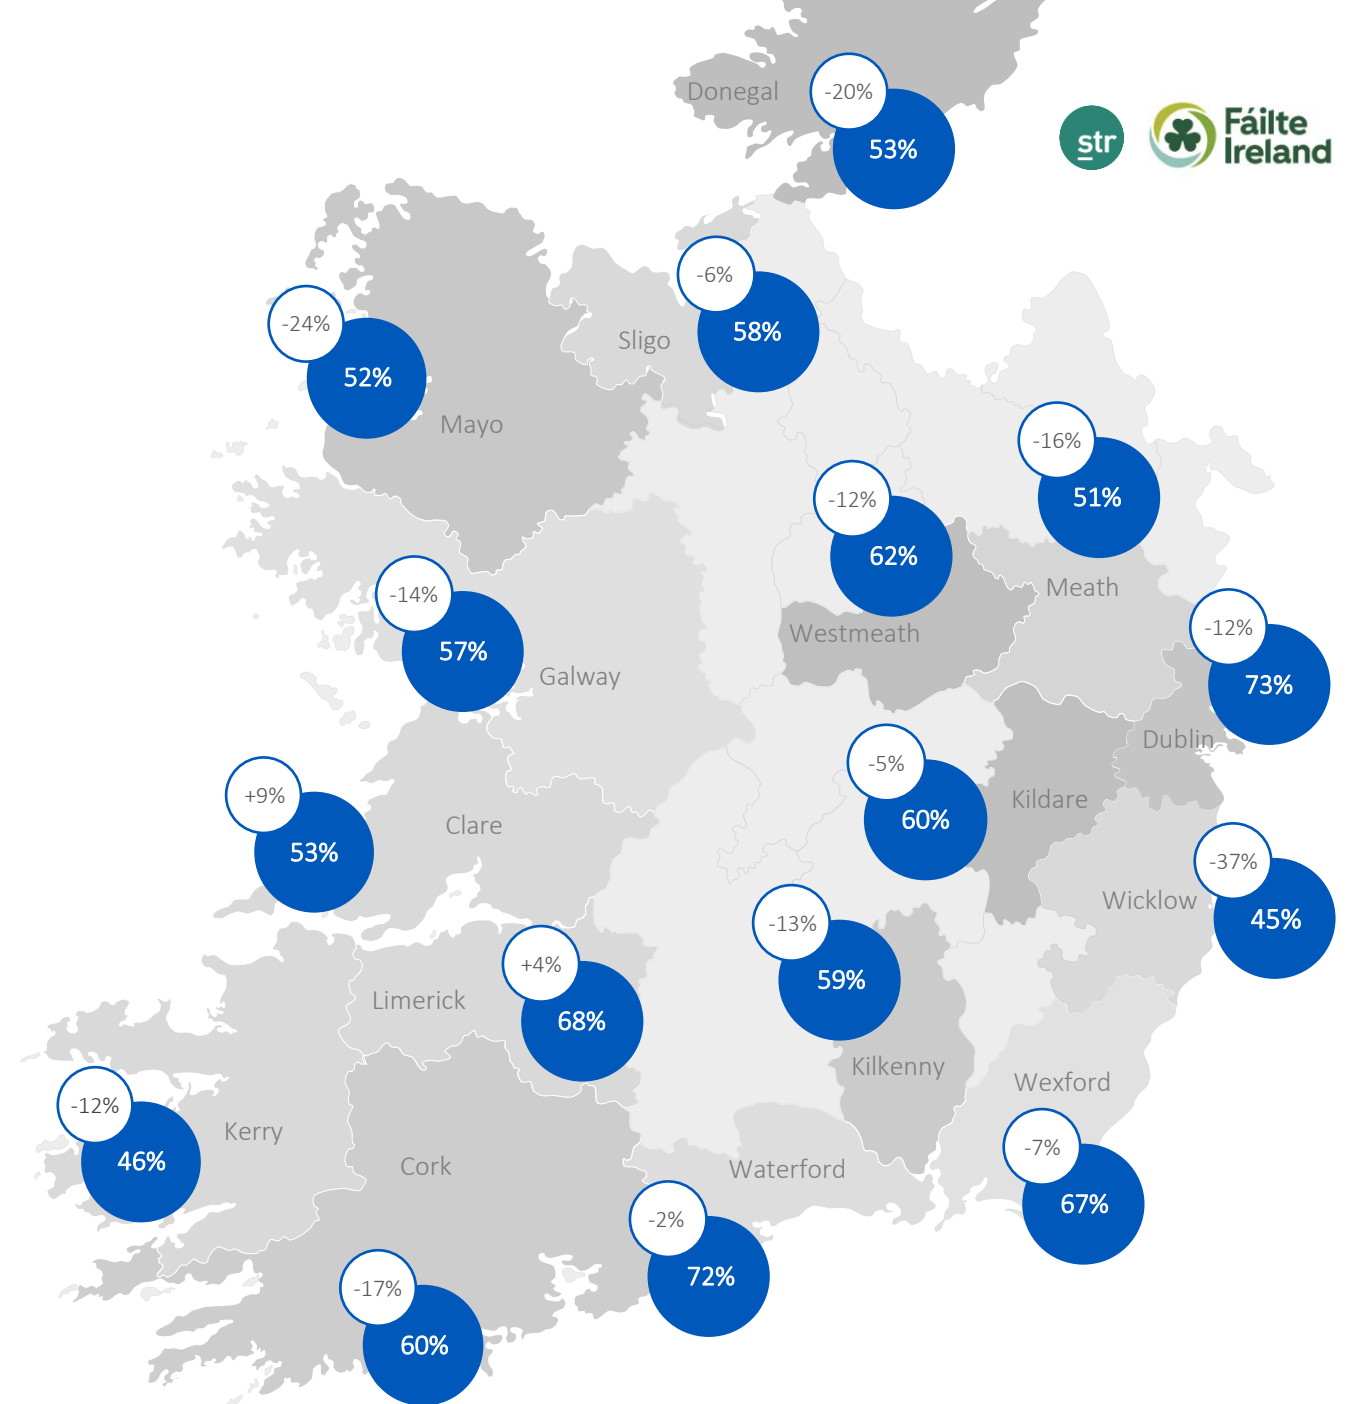 Donegal
-20%
53%
str
Fáilte
Ireland
-6%
58%
Sligo
-24%
52%
Mayo
-16%
51%
Meath
-12%
62%
Westmeath
-14%
57%
Galway
-12%
73%
Dublin
-5%
60%
Kildare
+9%
53%
Clare
-37%
45%
Wicklow
-13%
59%
Kilkenny
+4%
68%
Limerick
Wexford
-7%
67%
-12%
46%
Kerry
Cork
-17%
60%
Waterford
-2%
72%